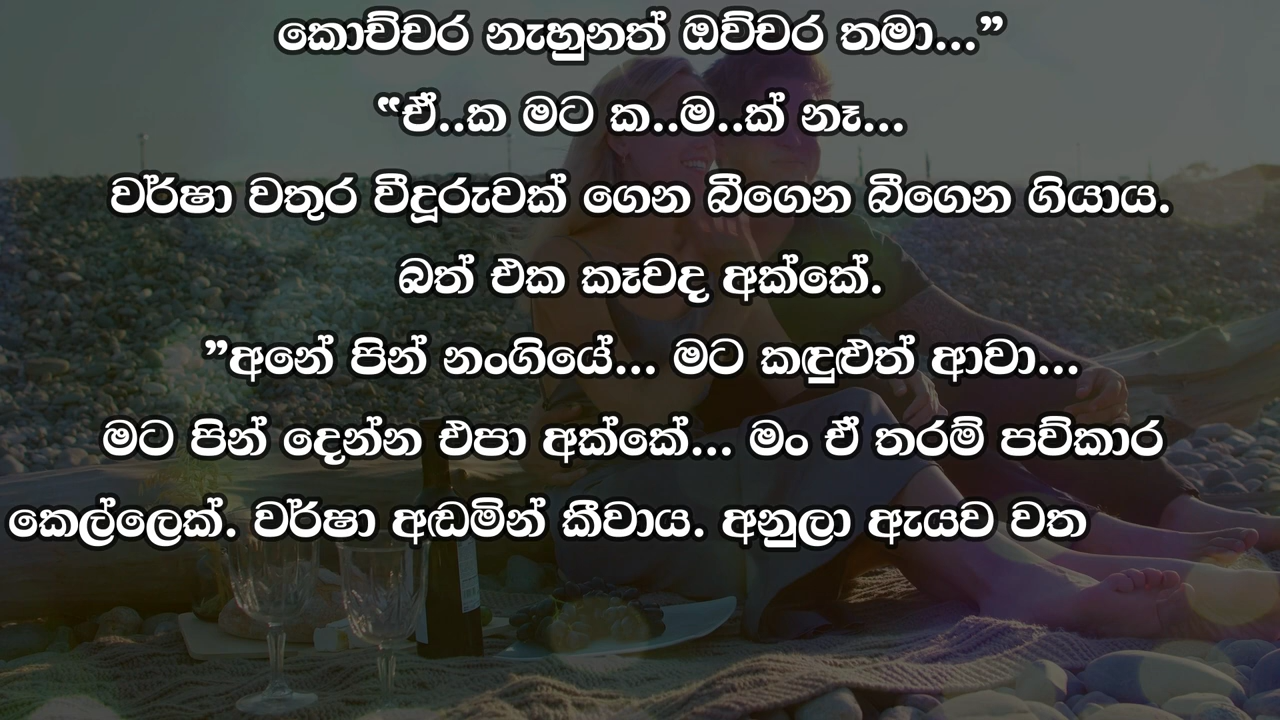 කොච්චර නැහුනත් ඔව්චර තමා...”
“ඒ..ක මට ක..ම..ක් නෑ...
වර්ෂා වතුර වීදූරුවක් ගෙන බීගෙන බීගෙන ගියාය.
බත් එක කෑවද අක්කේ.
”අනේ පින් නංගියේ... මට කඳුළුත් ආවා...
මට පින් දෙන්න එපා අක්කේ... මං ඒ තරම් පව්කාර
කෙල්ලෙක්. වර්ෂා අඬමින් කීවාය. අනුලා ඇයව වත